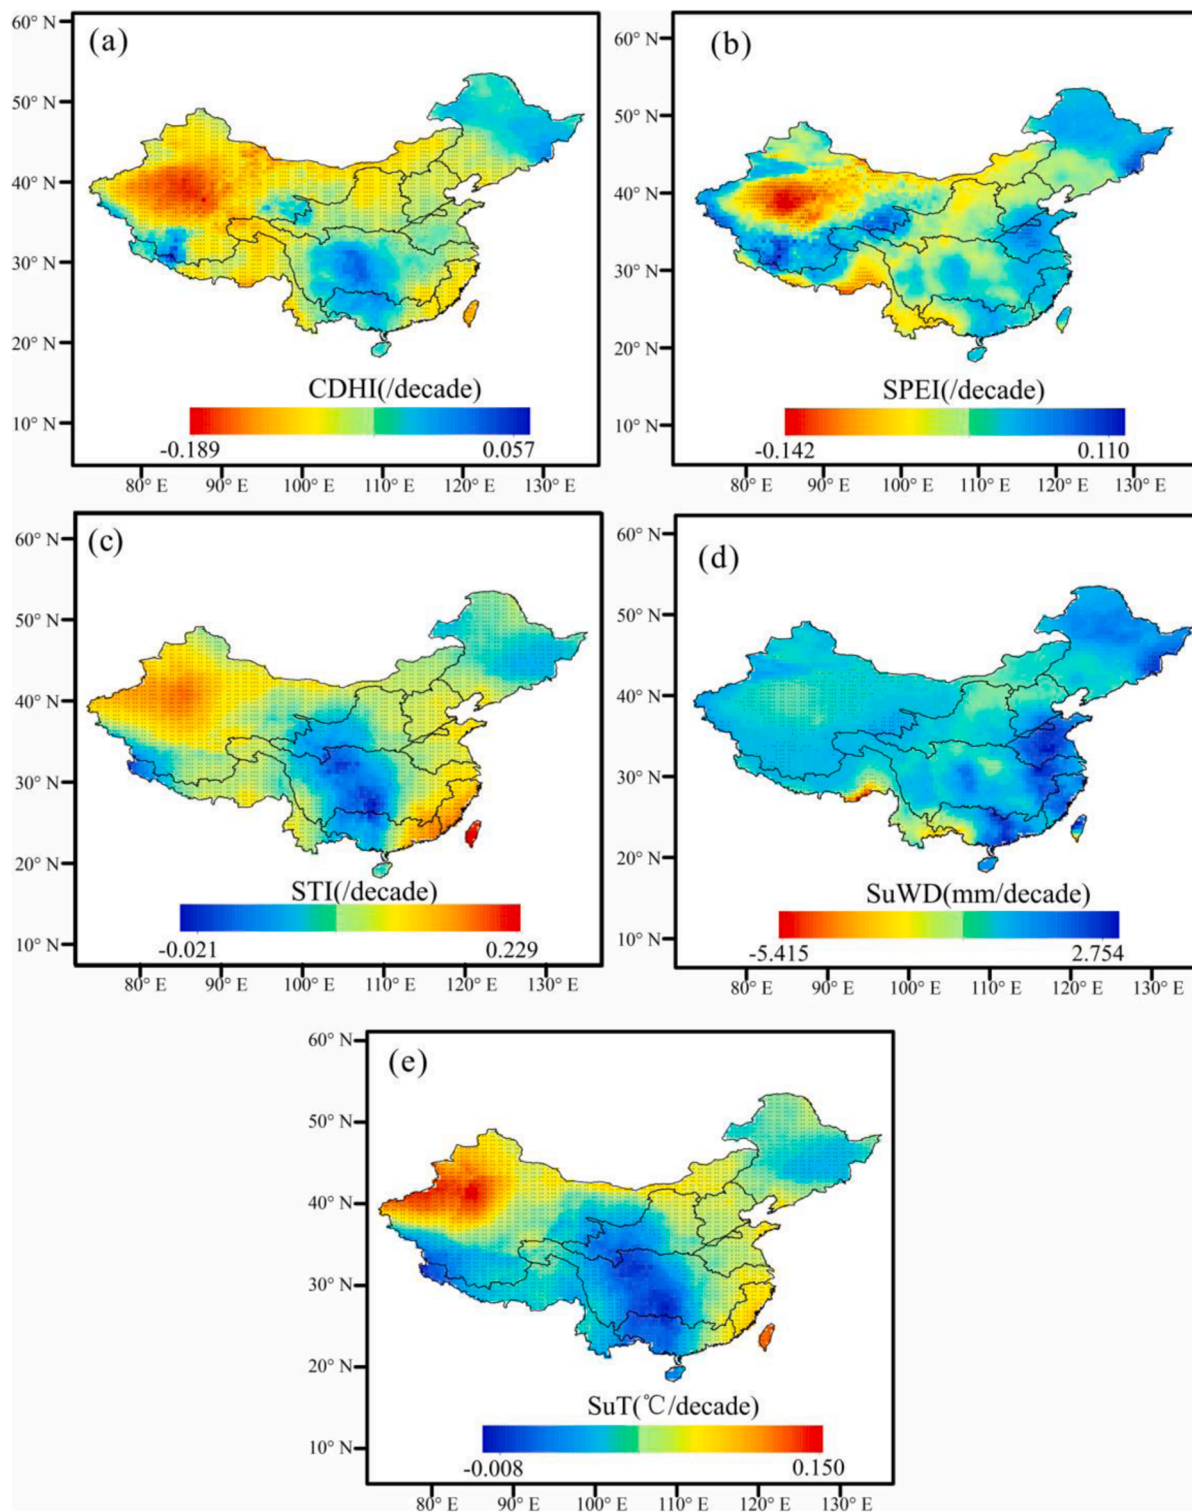 (a)
60° N
50° N
40° N
30° N
20° N
10° N
CDHI(/decade)
-0.189 0.057
80° E 90° E 100° E 110° E 120° E 130° E
(b)
60° N
50° N
40° N
30° N
20° N
10° N
SPEI(/decade)
-0.142 0.110
80° E 90° E 100° E 110° E 120° E 130° E
(c)
60° N
50° N
40° N
30° N
20° N
10° N
STI(/decade)
-0.021 0.229
80° E 90° E 100° E 110° E 120° E 130° E
(d)
60° N
50° N
40° N
30° N
20° N
10° N
SuWD(mm/decade)
-5.415 2.754
80° E 90° E 100° E 110° E 120° E 130° E
(e)
60° N
50° N
40° N
30° N
20° N
10° N
SuT(℃/decade)
-0.008 0.150
80° E 90° E 100° E 110° E 120° E 130° E